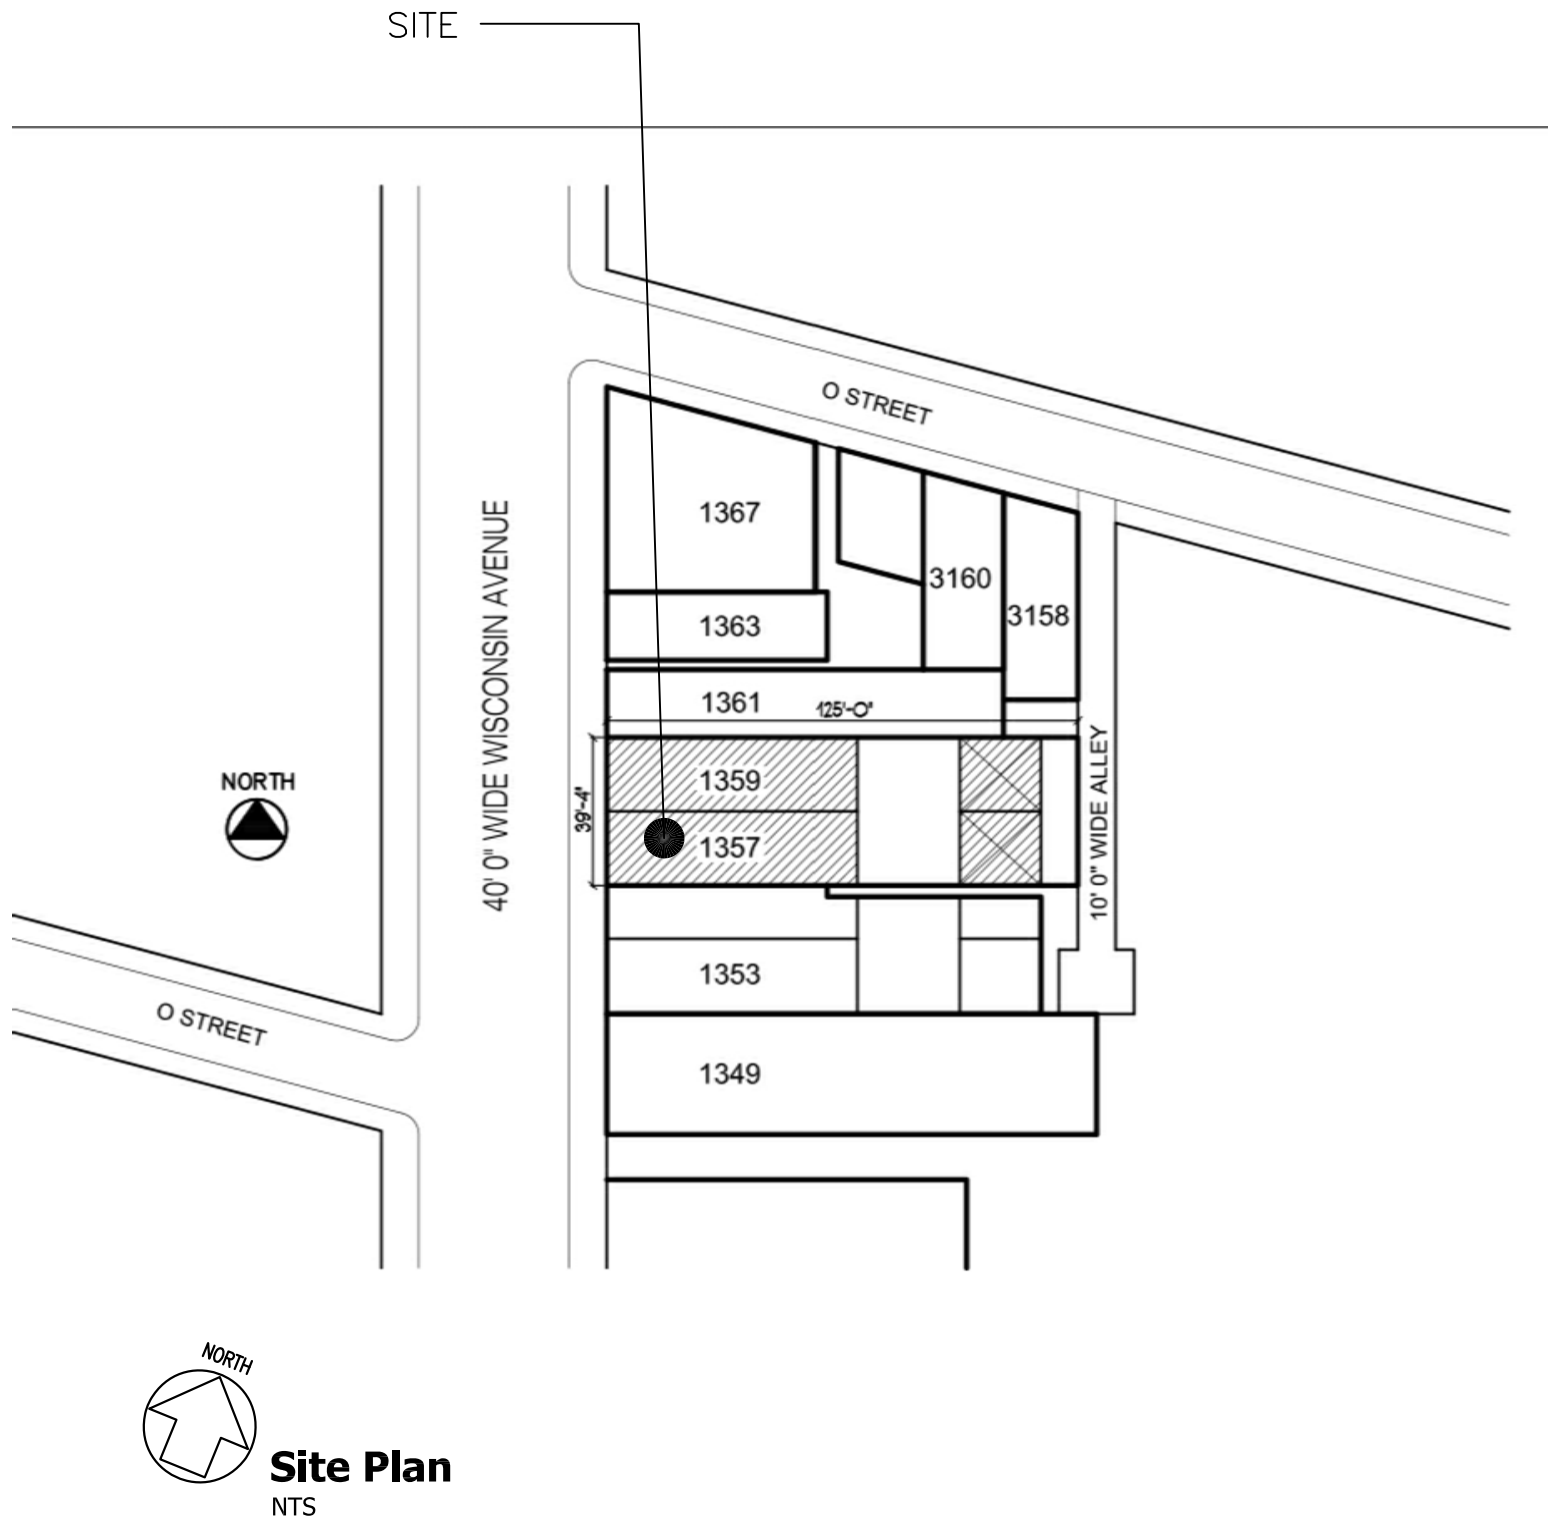 SITE
O STREET
1367
3160
3158
1363
1361
125'-0"
40' 0" WIDE WISCONSIN AVENUE
NORTH
1359
39'-4"
1357
10' 0" WIDE ALLEY
1353
O STREET
1349
NORTH
Site Plan
NTS